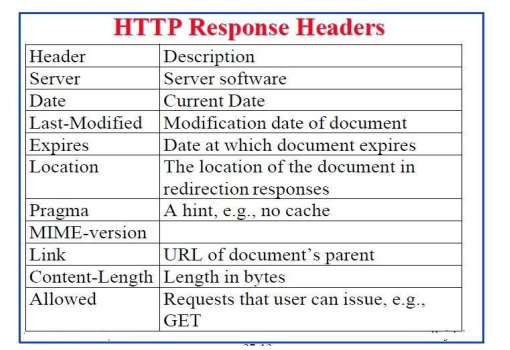 HTTP Response Headers
Header Description
Server Server software
Date Current Date
Last-Modified Modification date of document
Expires Date at which document expires
Location The location of the document in
redirection responses
Pragma A hint, e.g., no cache
MIME-version
Link URL of document's parent
Content-Length Length in bytes
Allowed Requests that user can issue, e.g.,
GET